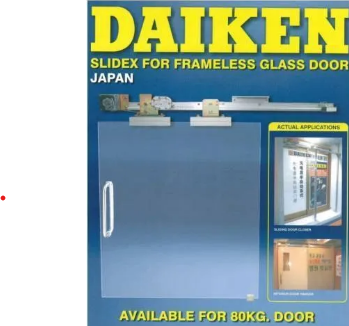 DAIKEN
SLIDEX FOR FRAMELESS GLASS DOOR
JAPAN
ACTUAL APPLICATIONS
SLIDING DOOR CLOSER
AVAILABLE FOR 80KG. DOOR